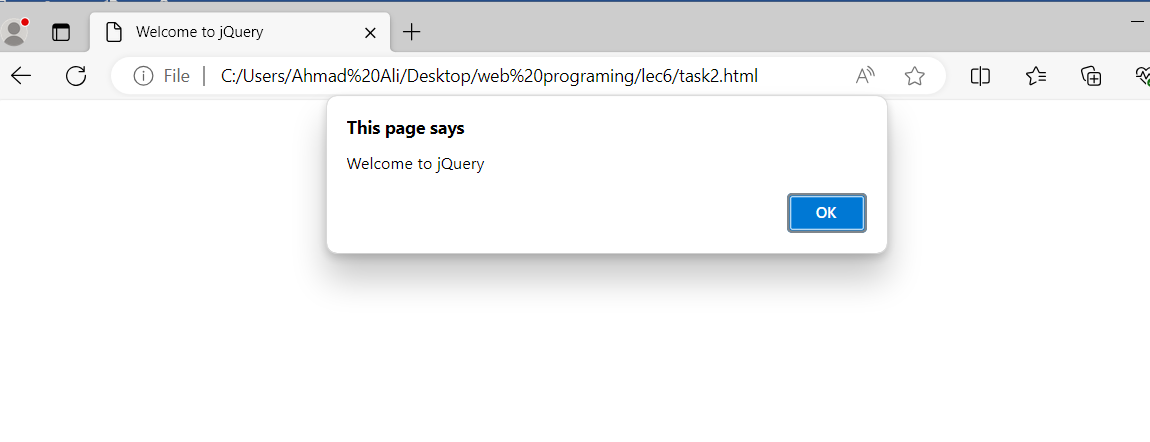 Welcome to jQuery
File | C:/Users/Ahmad%20Ali/Desktop/web%20programing/lec6/task2.html
This page says
Welcome to jQuery
OK